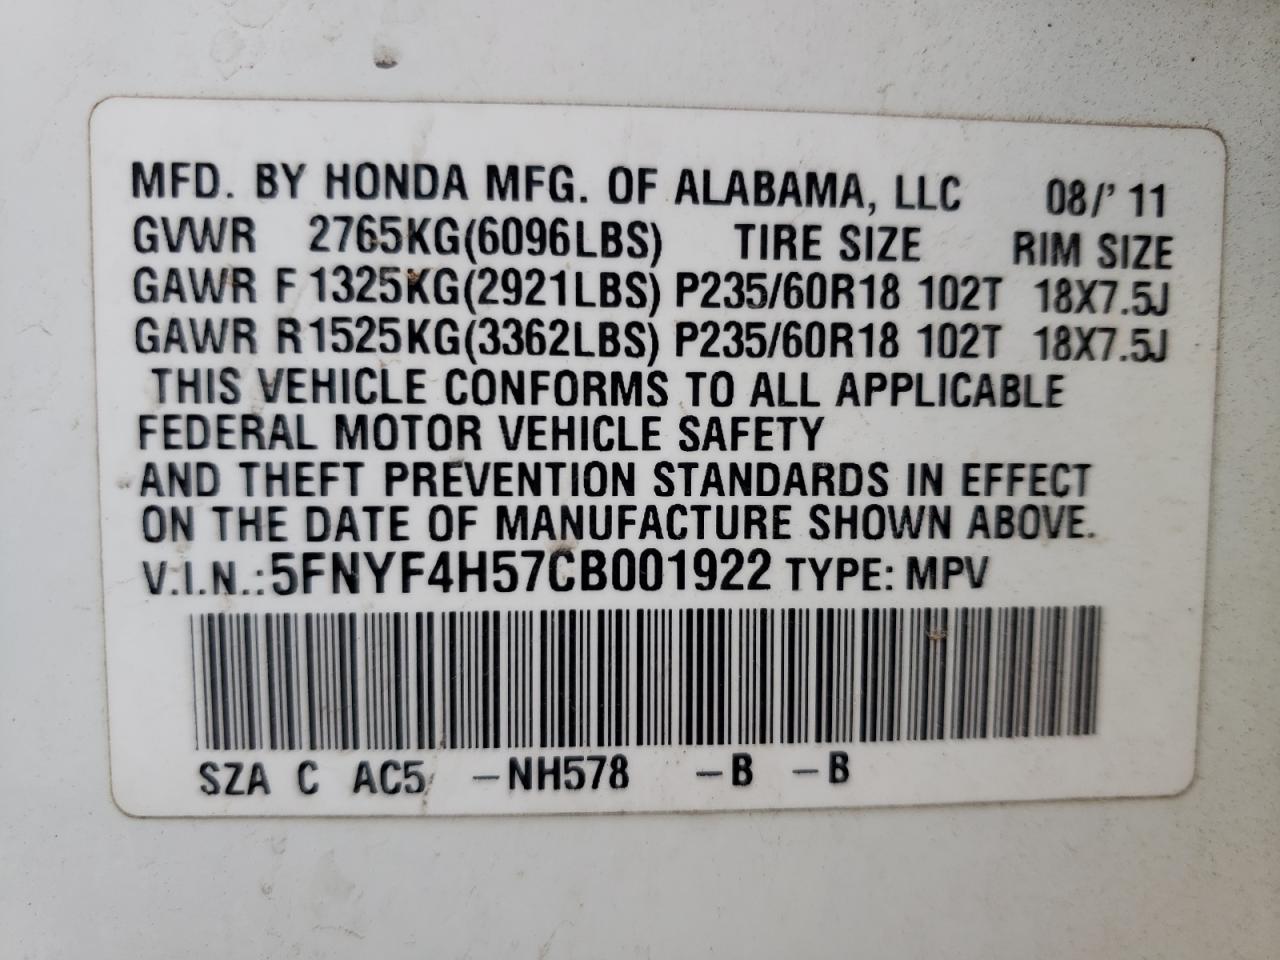 MFD. BY HONDA MFG. OF ALABAMA, LLC 08/' 11
GVWR 2765KG(6096LBS) TIRE SIZE RIM SIZE
GAWR F 1325KG(2921LBS) P235/60R18 102T 18X7.5J
GAWR R1525KG(3362LBS) P235/60R18 102T 18X7.5J
THIS VEHICLE CONFORMS TO ALL APPLICABLE
FEDERAL MOTOR VEHICLE SAFETY
AND THEFT PREVENTION STANDARDS IN EFFECT
ON THE DATE OF MANUFACTURE SHOWN ABOVE.
V.I.N.:5FNYF4H57CB001922 TYPE: MPV
SZA C AC5 -NH578 -B -B